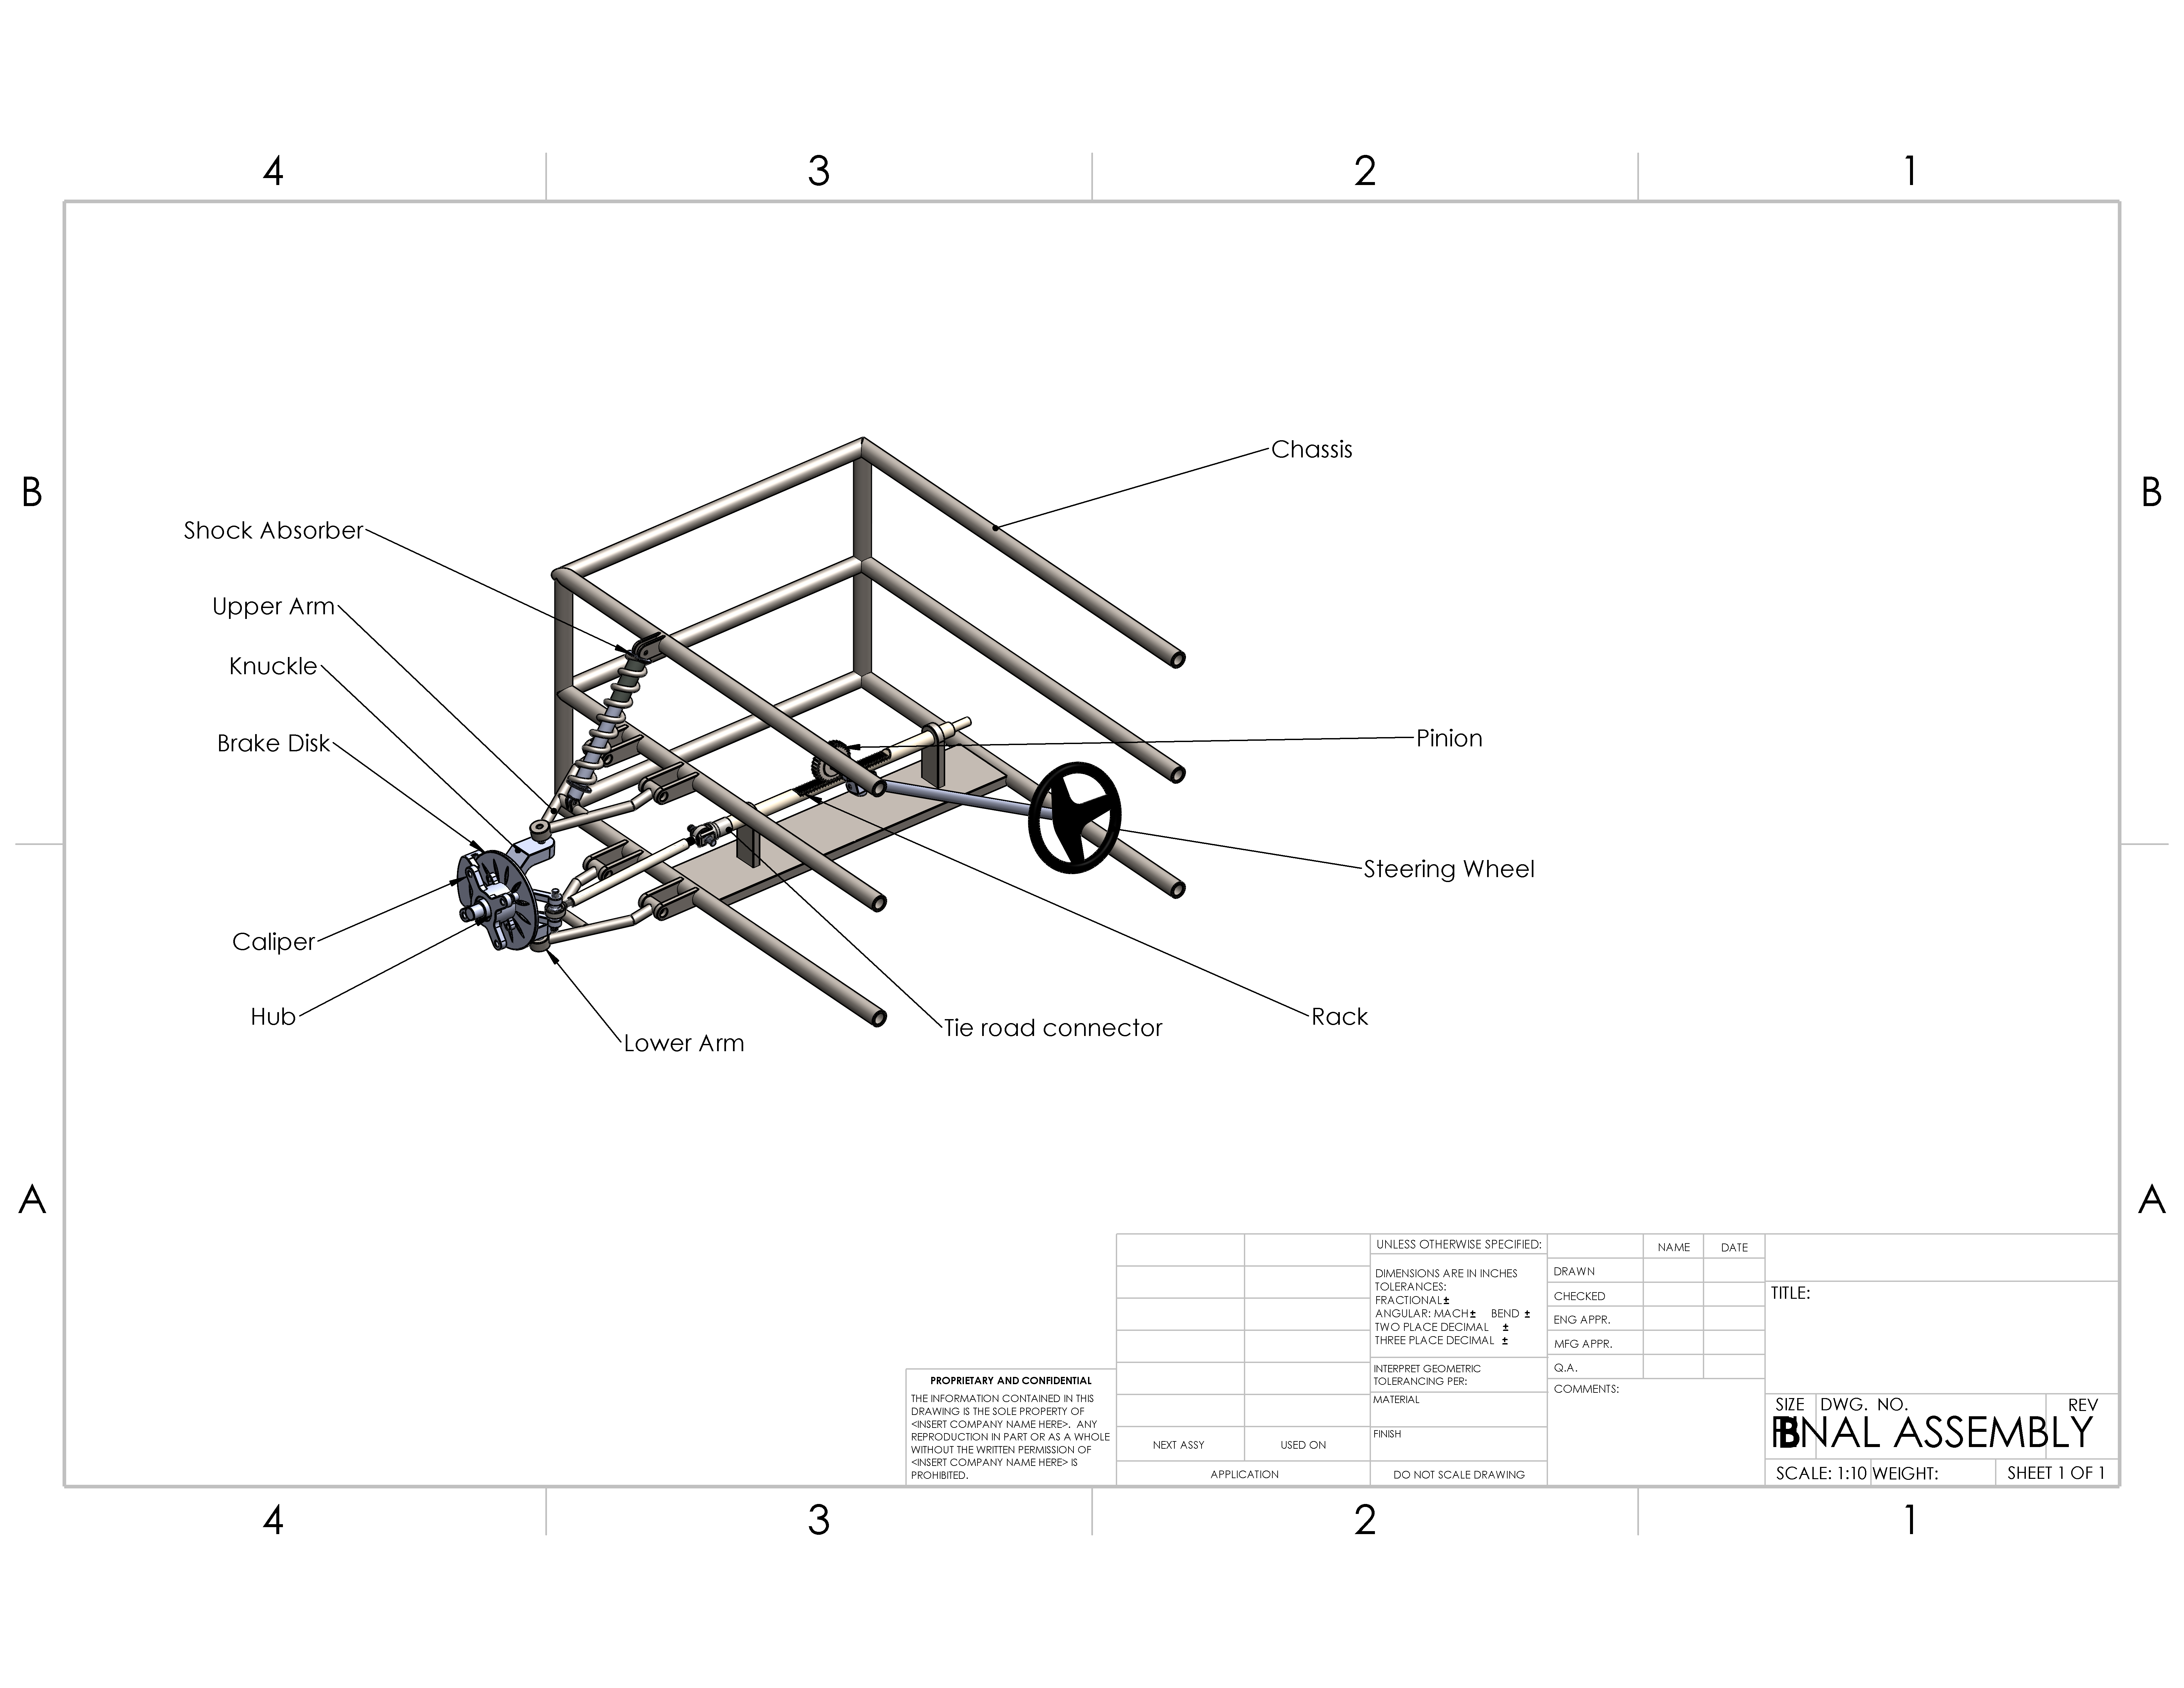 4 3 2 1
B B
Chassis
Shock Absorber
Upper Arm
Knuckle
Brake Disk
Pinion
Steering Wheel
Caliper
Hub
Lower Arm
Tie road connector
Rack
A A
PROPRIETARY AND CONFIDENTIAL
THE INFORMATION CONTAINED IN THIS
DRAWING IS THE SOLE PROPERTY OF
<INSERT COMPANY NAME HERE>. ANY
REPRODUCTION IN PART OR AS A WHOLE
WITHOUT THE WRITTEN PERMISSION OF
<INSERT COMPANY NAME HERE> IS
PROHIBITED.
NEXT ASSY USED ON
APPLICATION
UNLESS OTHERWISE SPECIFIED:
DIMENSIONS ARE IN INCHES
TOLERANCES:
FRACTIONAL±
ANGULAR: MACH± BEND ±
TWO PLACE DECIMAL ±
THREE PLACE DECIMAL ±
INTERPRET GEOMETRIC
TOLERANCING PER:
MATERIAL
FINISH
DO NOT SCALE DRAWING
NAME DATE
DRAWN
CHECKED
ENG APPR.
MFG APPR.
Q.A.
COMMENTS:
TITLE:
SIZE DWG. NO. REV
B FINAL ASSEMBLY
SCALE: 1:10 WEIGHT: SHEET 1 OF 1
4 3 2 1